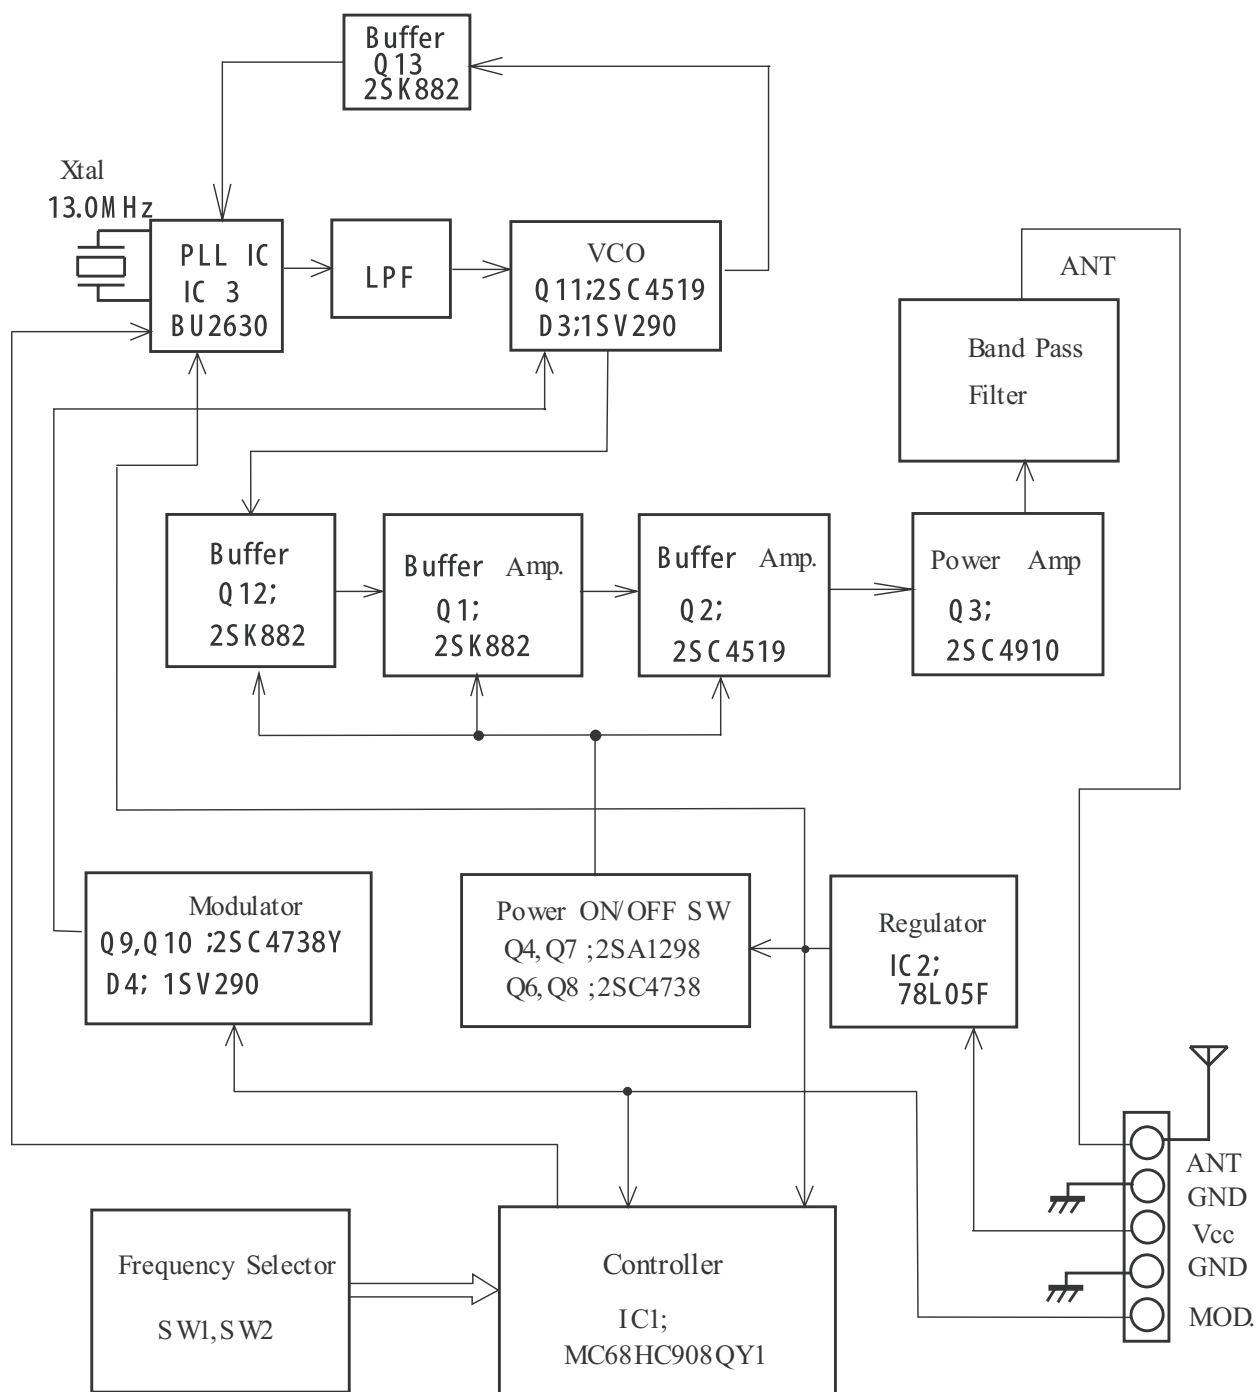 Buffer
Q13
2SK882
Xtal
13.0MHz
PLL IC
IC 3
BU2630
LPF
VCO
Q11;2SC4519
D3;1SV290
ANT
Band Pass
Filter
Buffer
Q12;
2SK882
Buffer Amp.
Q1;
2SK882
Buffer Amp.
Q2;
2SC4519
Power Amp
Q3;
2SC4910
Modulator
Q9,Q10 ;2SC4738Y
D4; 1SV290
Power ON/OFF SW
Q4,Q7 ;2SA1298
Q6,Q8 ;2SC4738
Regulator
IC2;
78L05F
ANT
GND
Vcc
GND
MOD.
Frequency Selector
SW1,SW2
Controller
IC1;
MC68HC908QY1